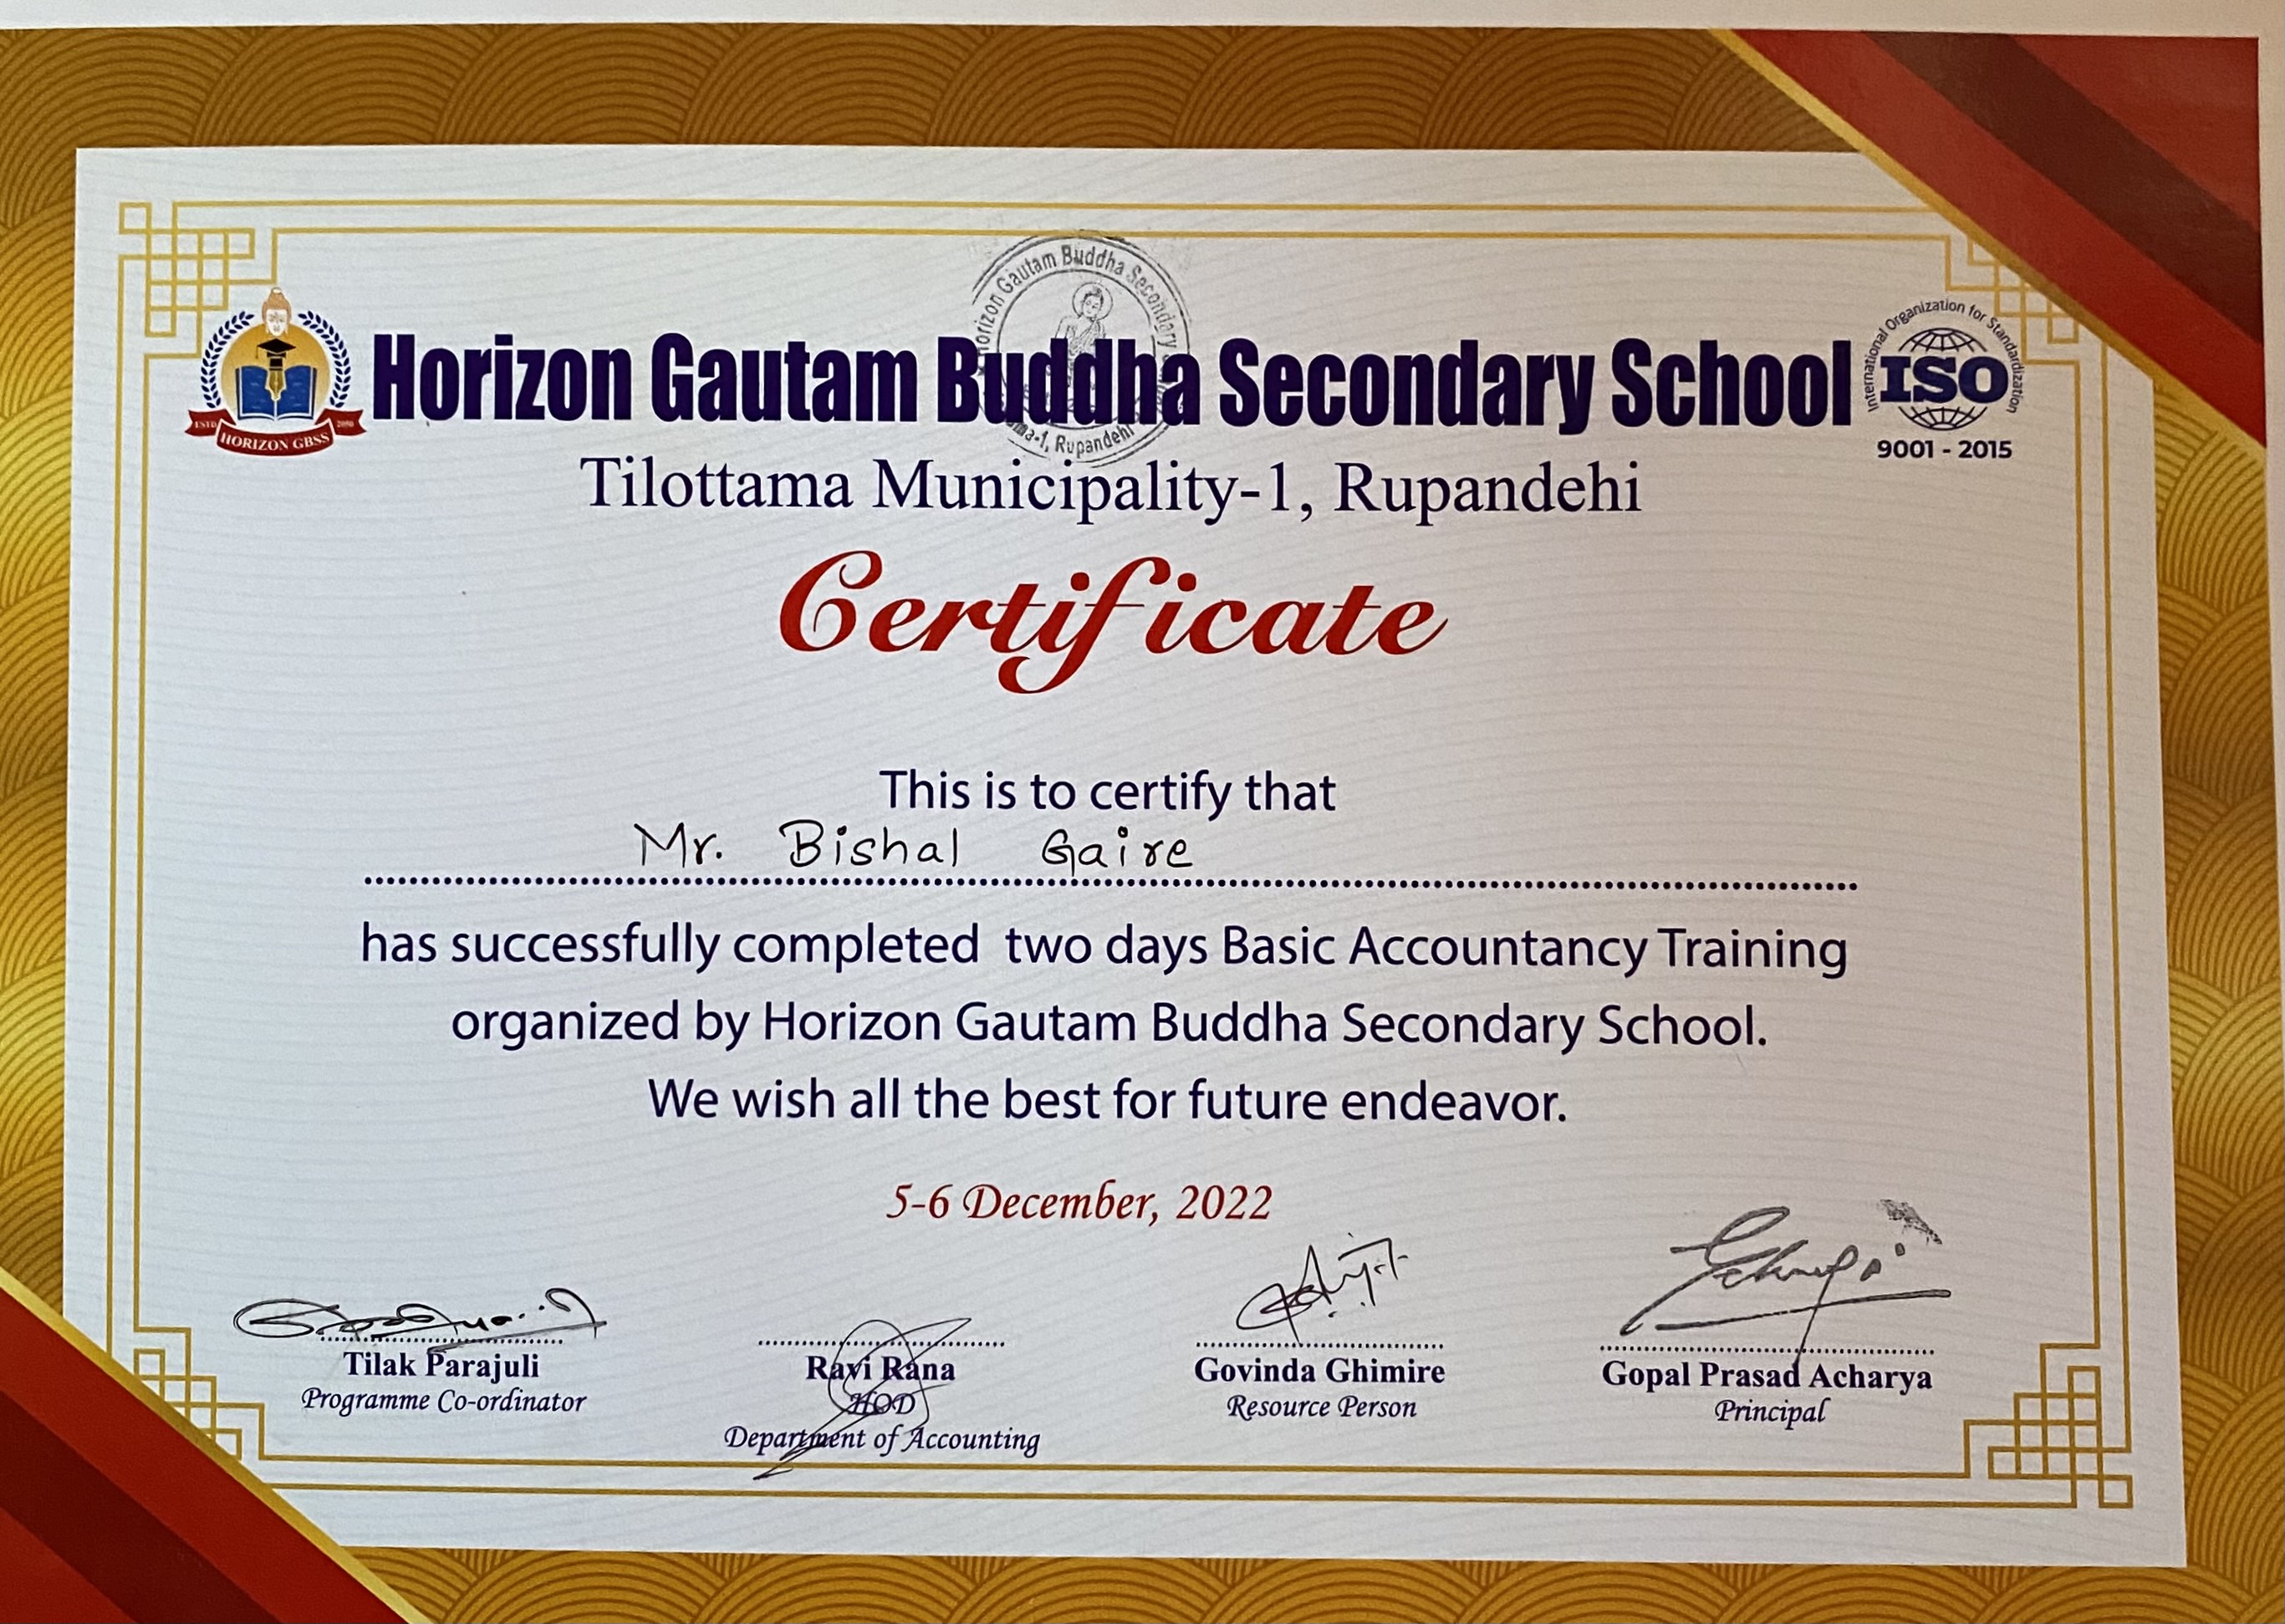 Horizon Gautam Buddha Secondary
ma-1, Rupandehi
ESTD 2050
HORIZON GBSS
Horizon Gautam Buddha Secondary School
International Organization for Standardization
ISO
9001 - 2015
Tilottama Municipality-1, Rupandehi
Certificate
This is to certify that
Mr. Bishal Gaire
has successfully completed two days Basic Accountancy Training
organized by Horizon Gautam Buddha Secondary School.
We wish all the best for future endeavor.
5-6 December, 2022
Tilak Parajuli
Programme Co-ordinator
Ravi Rana
HOD
Department of Accounting
Govinda Ghimire
Resource Person
Gopal Prasad Acharya
Principal